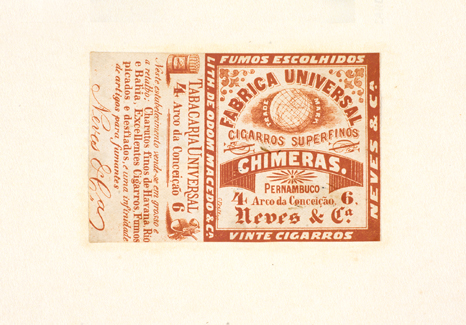 FUMOS ESCOLHIDOS
FABRICA UNIVERSAL
CIGARROS SUPERFINOS
CHIMERAS.
PERNAMBUCO
4 Arco da Conceição, 6.
Neves & Ca
VINTE CIGARROS
NEVES & Ca
LITH. DE ODON MACEDO & Ca
TABACARIA UNIVERSAL
4 Arco da Conceição 6
Neste estabelecimento vende-se em grosso e
a retalho: Charutos finos de Havana, Rio
e Bahia, Excellentes Cigarros, Fumos
picados e desfiados, e uma infinidade
de artigos para fumantes
Neves & Ca